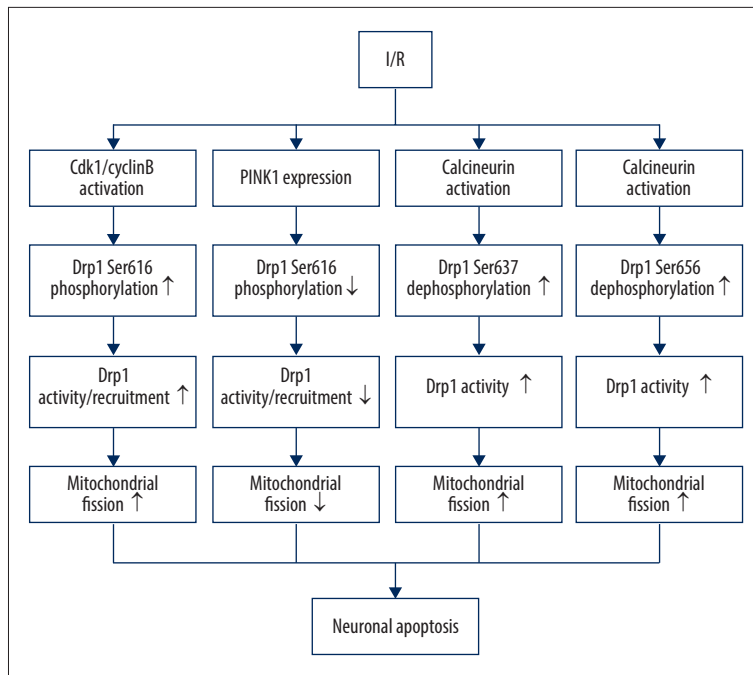 I/R
Cdk1/cyclinB
activation
PINK1 expression
Calcineurin
activation
Calcineurin
activation
Drp1 Ser616
phosphorylation ↑
Drp1 Ser616
phosphorylation ↓
Drp1 Ser637
dephosphorylation ↑
Drp1 Ser656
dephosphorylation ↑
Drp1
activity/recruitment ↑
Drp1
activity/recruitment ↓
Drp1 activity ↑
Drp1 activity ↑
Mitochondrial
fission ↑
Mitochondrial
fission ↓
Mitochondrial
fission ↑
Mitochondrial
fission ↑
Neuronal apoptosis